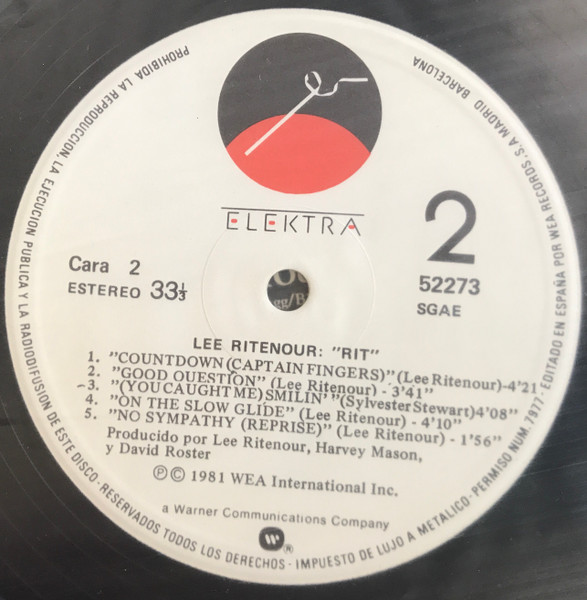 ELEKTRA
2
Cara 2
ESTEREO 33⅓
52273
SGAE
LEE RITENOUR: "RIT"
1. "COUNTDOWN (CAPTAIN FINGERS)" (Lee Ritenour)-4'21
2. "GOOD QUESTION" (Lee Ritenour) - 3'41
3. "(YOU CAUGHT ME) SMILIN'" (Sylvester Stewart) 4'08
4. "ON THE SLOW GLIDE" (Lee Ritenour) - 4'10
5. "NO SYMPATHY (REPRISE)" (Lee Ritenour) - 1'56
Producido por Lee Ritenour, Harvey Mason,
y David Roster
Ⓟ © 1981 WEA International Inc.
a Warner Communications Company
W ®
PROHIBIDA LA REPRODUCCION, LA EJECUCION PUBLICA Y LA RADIODIFUSION DE ESTE DISCO-RESERVADOS TODOS LOS DERECHOS - IMPUESTO DE LUJO A METALICO-PERMISO NUM. 7977-EDITADO EN ESPAÑA POR WEA RECORDS, S.A MADRID BARCELONA